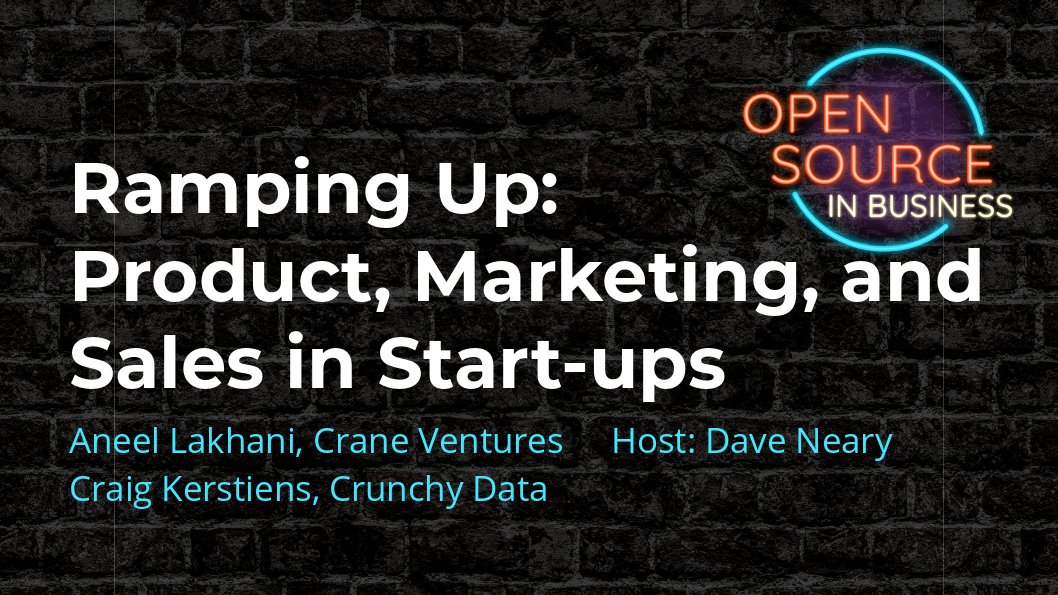 OPEN
SOURCE
IN BUSINESS
Ramping Up:
Product, Marketing, and
Sales in Start-ups
Aneel Lakhani, Crane Ventures
Host: Dave Neary
Craig Kerstiens, Crunchy Data